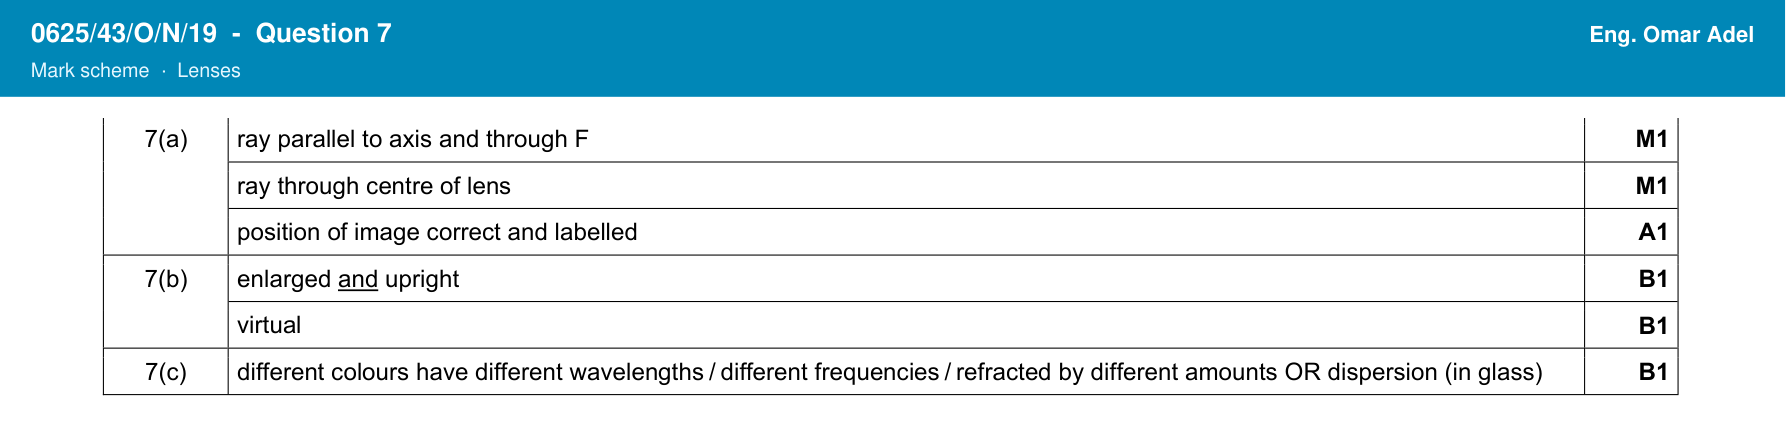 0625/43/O/N/19 - Question 7
Eng. Omar Adel
Mark scheme · Lenses
7(a) ray parallel to axis and through F M1
ray through centre of lens M1
position of image correct and labelled A1
7(b) enlarged and upright B1
virtual B1
7(c) different colours have different wavelengths / different frequencies / refracted by different amounts OR dispersion (in glass) B1